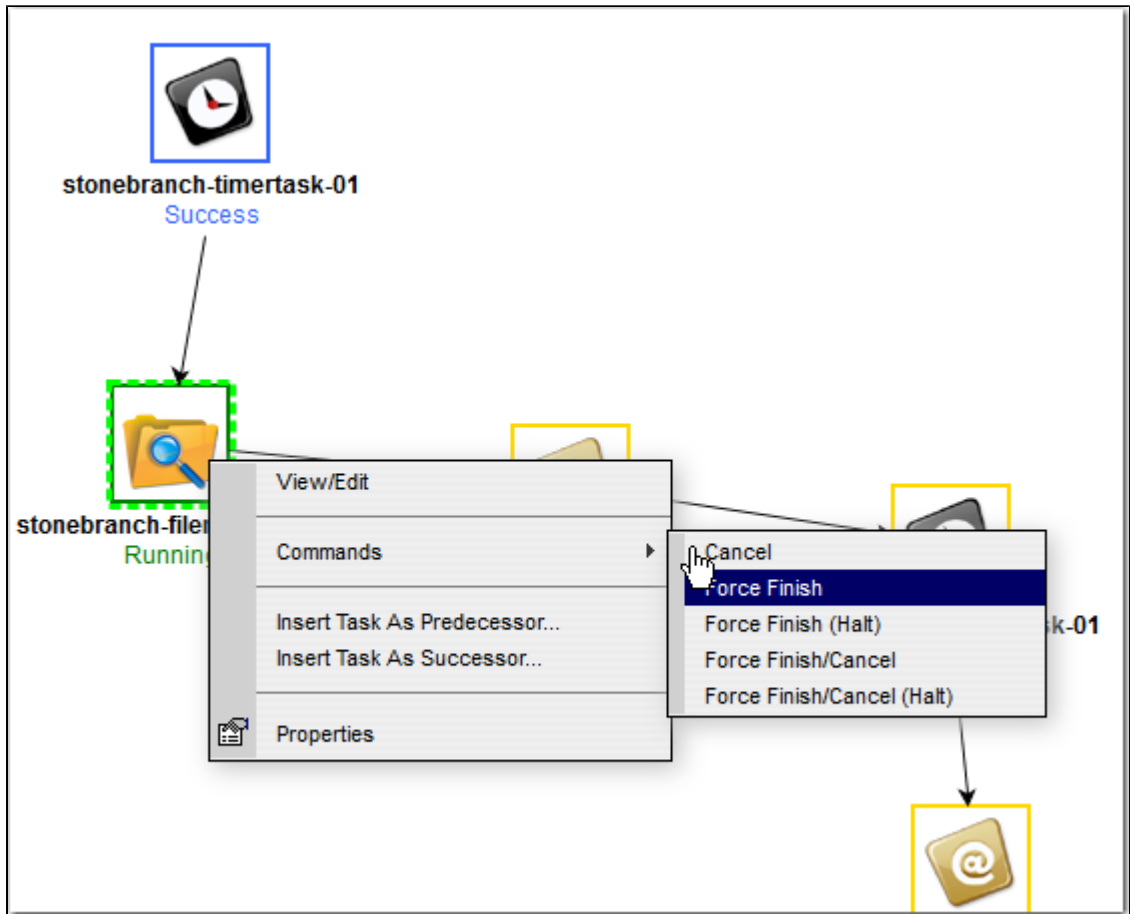 stonebranch-timertask-01
Success
stonebranch-filem
Running
View/Edit
Commands
Insert Task As Predecessor...
Insert Task As Successor...
Properties
Cancel
Force Finish
Force Finish (Halt)
Force Finish/Cancel
Force Finish/Cancel (Halt)
k-01
@